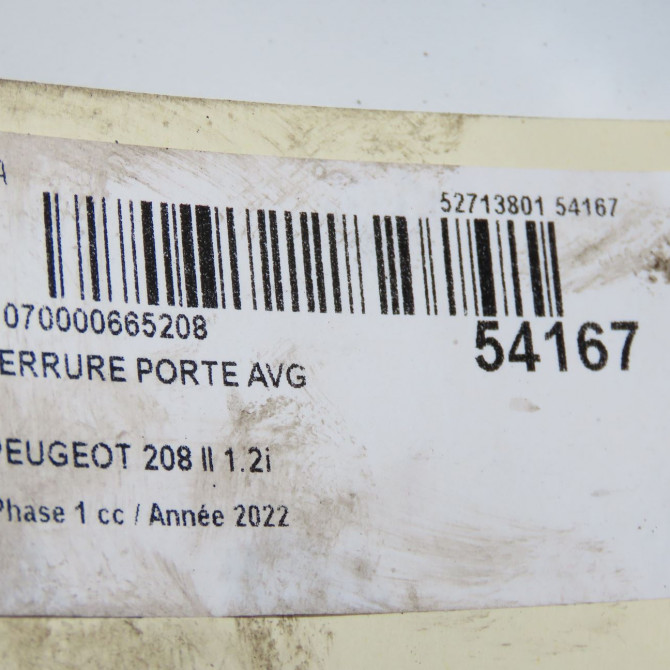 A
52713801 54167
070000665208
54167
ERRURE PORTE AVG
PEUGEOT 208 II 1.2i
Phase 1 cc / Année 2022